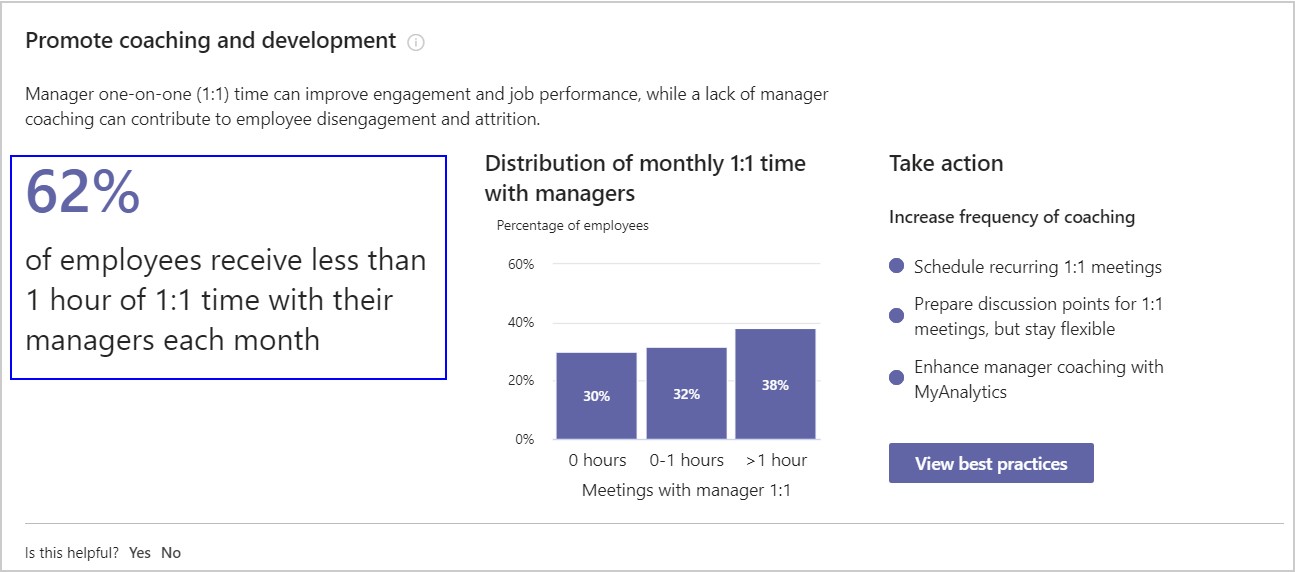 Promote coaching and development
Manager one-on-one (1:1) time can improve engagement and job performance, while a lack of manager
coaching can contribute to employee disengagement and attrition.
62%
of employees receive less than
1 hour of 1:1 time with their
managers each month
Distribution of monthly 1:1 time
with managers
Percentage of employees
60%
40%
20%
0%
30%
32%
38%
0 hours
0-1 hours
>1 hour
Meetings with manager 1:1
Take action
Increase frequency of coaching
Schedule recurring 1:1 meetings
Prepare discussion points for 1:1
meetings, but stay flexible
Enhance manager coaching with
MyAnalytics
View best practices
Is this helpful? Yes No